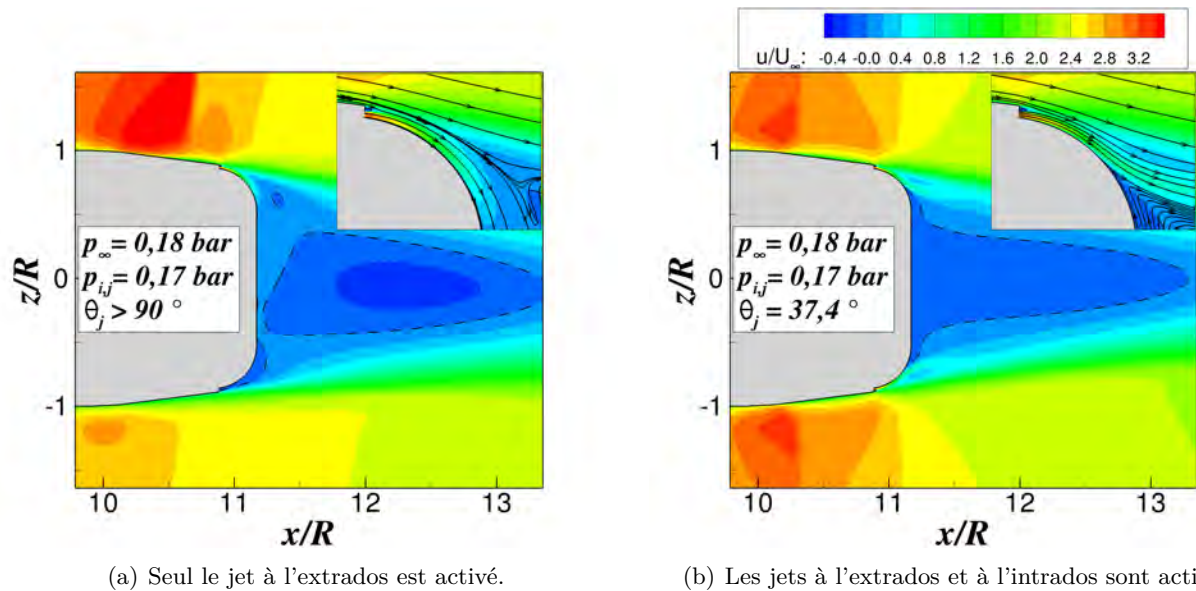 u/U∞: -0.4 -0.0 0.4 0.8 1.2 1.6 2.0 2.4 2.8 3.2
z/R
1
0
-1
p∞ = 0,18 bar
pi,j = 0,17 bar
θj > 90 °
10 11 12 13
x/R
z/R
1
0
-1
p∞ = 0,18 bar
pi,j = 0,17 bar
θj = 37,4 °
10 11 12 13
x/R
(a) Seul le jet à l'extrados est activé.
(b) Les jets à l'extrados et à l'intrados sont acti